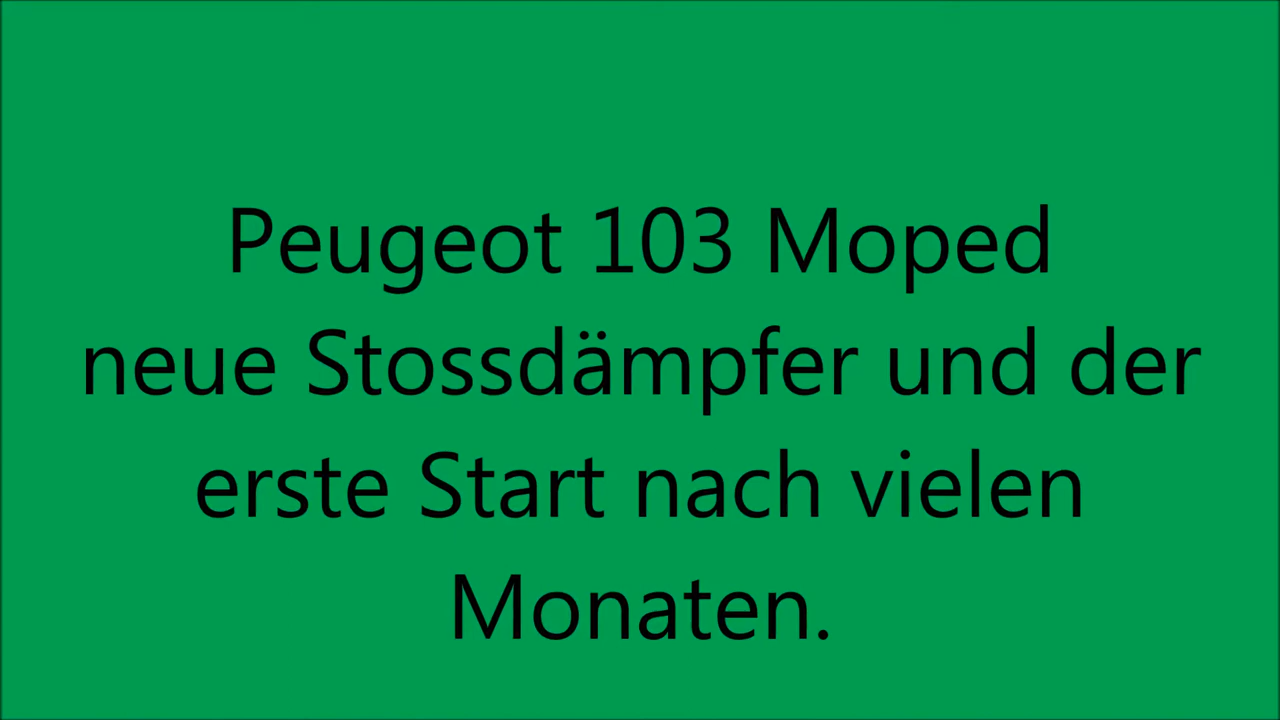 Peugeot 103 Moped
neue Stossdämpfer und der
erste Start nach vielen
Monaten.